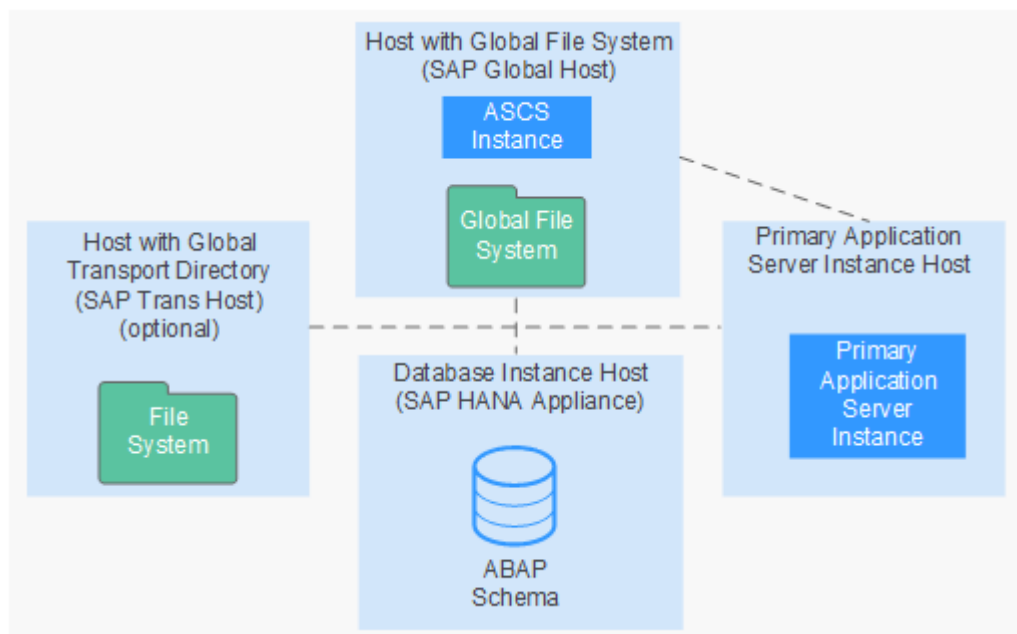 Host with Global File System
(SAP Global Host)
ASCS
Instance
Global File
System
Host with Global
Transport Directory
(SAP Trans Host)
(optional)
File
System
Database Instance Host
(SAP HANA Appliance)
ABAP
Schema
Primary Application
Server Instance Host
Primary
Application
Server
Instance